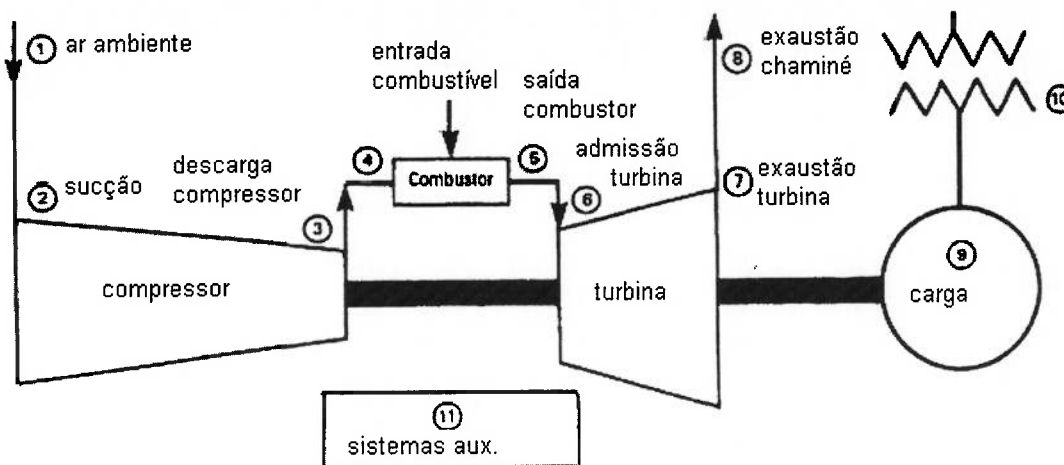 1 ar ambiente
entrada
combustível
saída
combustor
8 exaustão
chaminé
10
2 sucção
descarga
compressor
4
Combustor
5
admissão
turbina
7 exaustão
turbina
3
6
compressor
turbina
9
carga
11
sistemas aux.